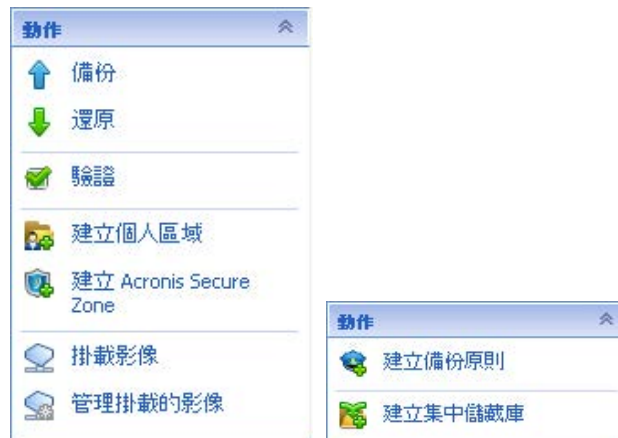 動作
備份
還原
驗證
建立個人區域
建立 Acronis Secure
Zone
掛載影像
管理掛載的影像
動作
建立備份原則
建立集中儲藏庫